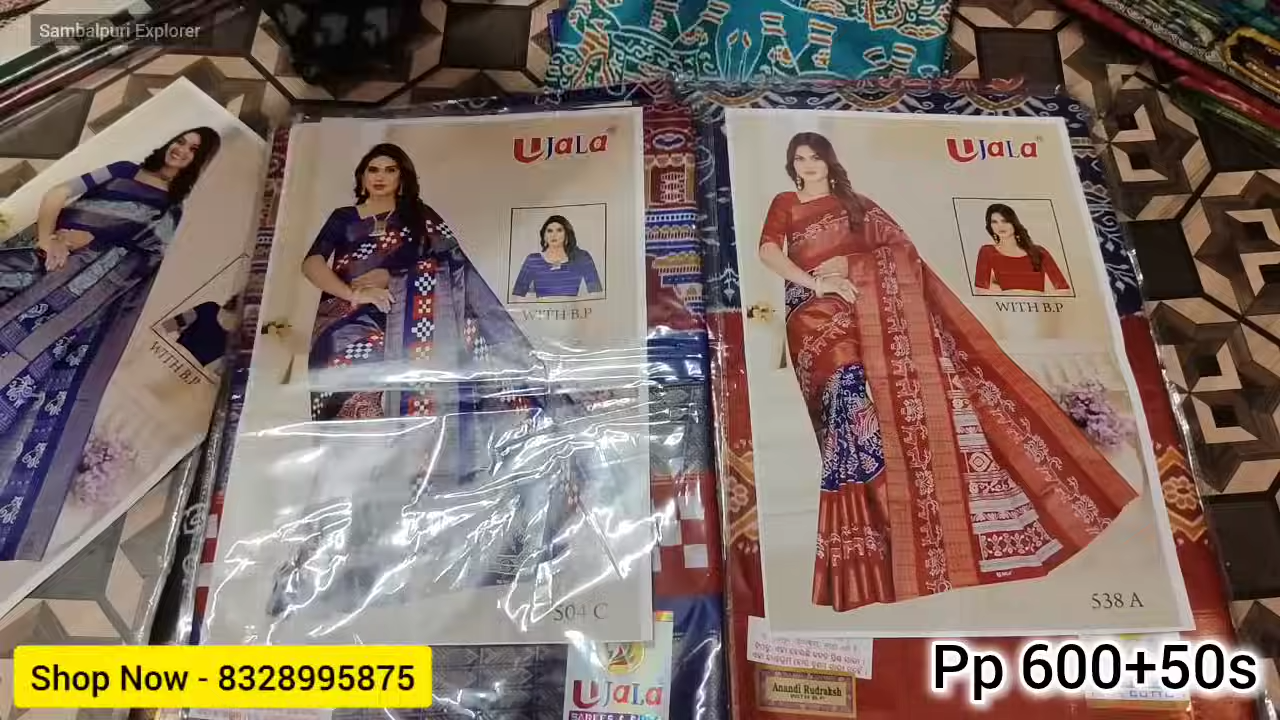 Sambalpuri Explorer
WITH B.P
UJaLa
WITH B.P
504 C
UJaLa
UJaLa
WITH B.P
538 A
Anandi Rudraksh
Shop Now - 8328995875
Pp 600+50s